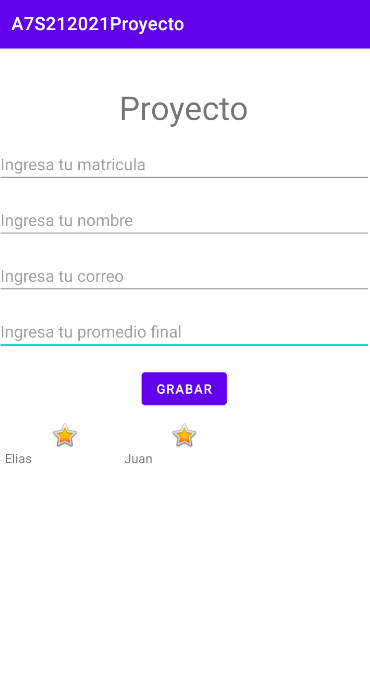 A7S212021Proyecto
Proyecto
Ingresa tu matricula
Ingresa tu nombre
Ingresa tu correo
Ingresa tu promedio final
GRABAR
Elias Juan